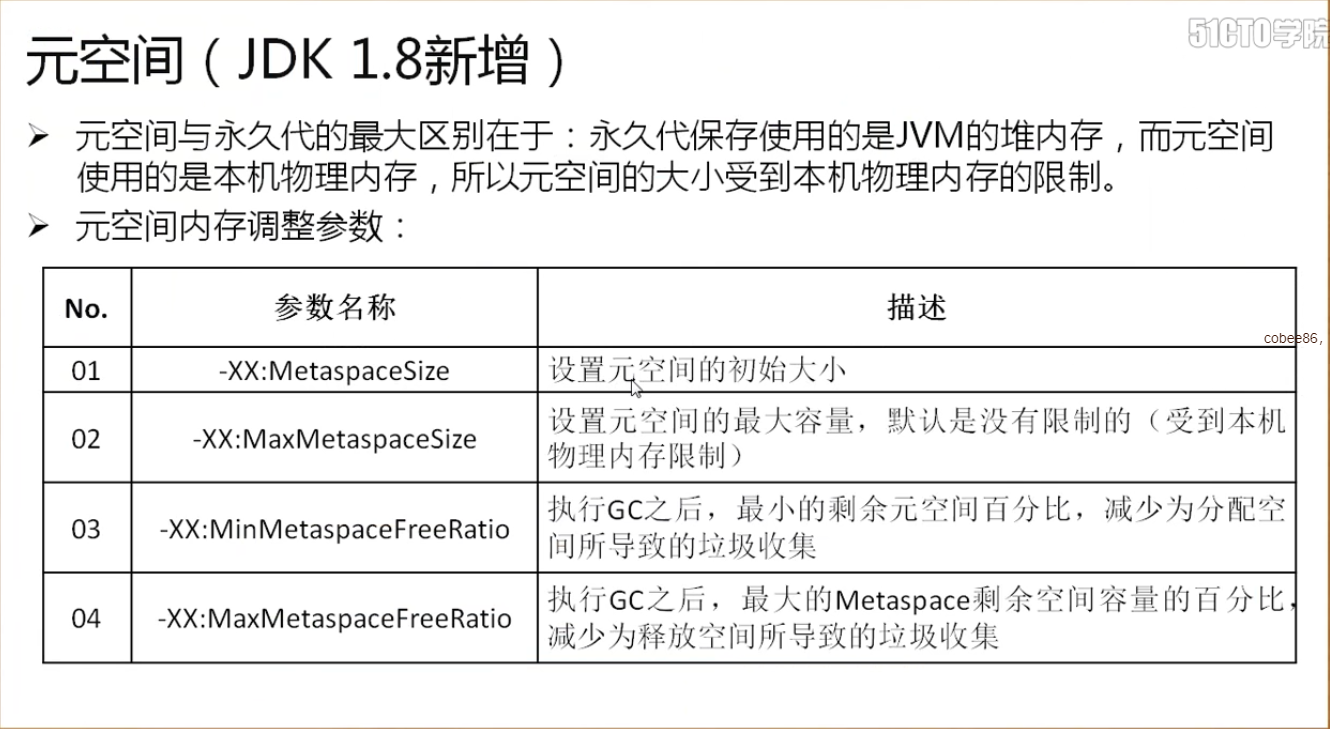 51CTO学院
元空间（JDK 1.8新增）
➢ 元空间与永久代的最大区别在于：永久代保存使用的是JVM的堆内存，而元空间
使用的是本机物理内存，所以元空间的大小受到本机物理内存的限制。
➢ 元空间内存调整参数：
No. 参数名称 描述
cobee86,
01 -XX:MetaspaceSize 设置元空间的初始大小
02 -XX:MaxMetaspaceSize 设置元空间的最大容量，默认是没有限制的（受到本机
物理内存限制）
03 -XX:MinMetaspaceFreeRatio 执行GC之后，最小的剩余元空间百分比，减少为分配空
间所导致的垃圾收集
04 -XX:MaxMetaspaceFreeRatio 执行GC之后，最大的Metaspace剩余空间容量的百分比，
减少为释放空间所导致的垃圾收集